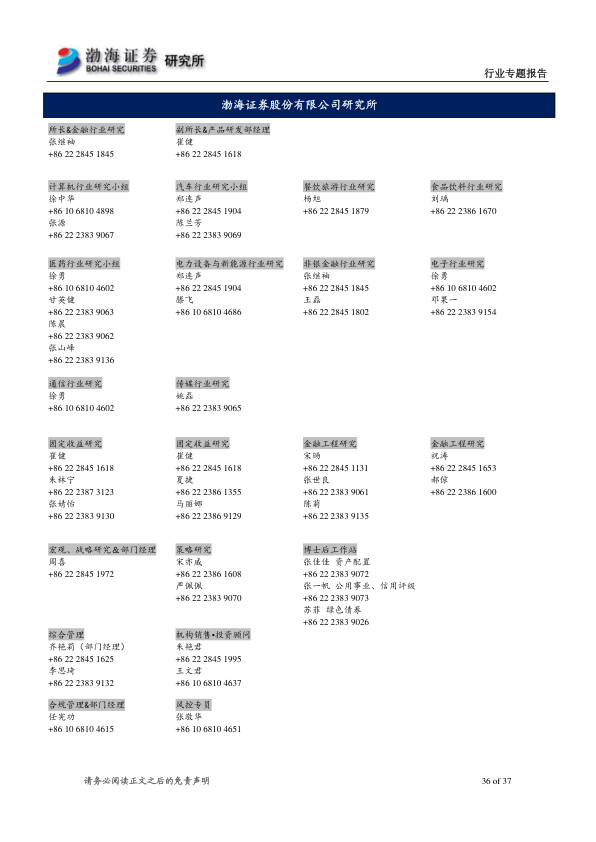 渤海证券
BOHAI SECURITIES
研究所
行业专题报告
渤海证券股份有限公司研究所
所长&金融行业研究
张继袖
+86 22 2845 1845
副所长&产品研发部经理
崔健
+86 22 2845 1618
计算机行业研究小组
徐中华
+86 10 6810 4898
张源
+86 22 2383 9067
汽车行业研究小组
郑连声
+86 22 2845 1904
陈兰芳
+86 22 2383 9069
餐饮旅游行业研究
杨旭
+86 22 2845 1879
食品饮料行业研究
刘瑀
+86 22 2386 1670
医药行业研究小组
徐勇
+86 10 6810 4602
甘英健
+86 22 2383 9063
陈晨
+86 22 2383 9062
张山峰
+86 22 2383 9136
电力设备与新能源行业研究
郑连声
+86 22 2845 1904
滕飞
+86 10 6810 4686
非银金融行业研究
张继袖
+86 22 2845 1845
王磊
+86 22 2845 1802
电子行业研究
徐勇
+86 10 6810 4602
邓果一
+86 22 2383 9154
通信行业研究
徐勇
+86 10 6810 4602
传媒行业研究
姚磊
+86 22 2383 9065
固定收益研究
崔健
+86 22 2845 1618
朱林宁
+86 22 2387 3123
张婧怡
+86 22 2383 9130
固定收益研究
崔健
+86 22 2845 1618
夏捷
+86 22 2386 1355
马丽娜
+86 22 2386 9129
金融工程研究
宋旸
+86 22 2845 1131
张世良
+86 22 2383 9061
陈菊
+86 22 2383 9135
金融工程研究
祝涛
+86 22 2845 1653
郝倞
+86 22 2386 1600
宏观、战略研究&部门经理
周喜
+86 22 2845 1972
策略研究
宋亦威
+86 22 2386 1608
严佩佩
+86 22 2383 9070
博士后工作站
张佳佳 资产配置
+86 22 2383 9072
张一帆 公用事业、信用评级
+86 22 2383 9073
苏菲 绿色债券
+86 22 2383 9026
综合管理
齐艳莉（部门经理）
+86 22 2845 1625
李思琦
+86 22 2383 9132
机构销售•投资顾问
朱艳君
+86 22 2845 1995
王文君
+86 10 6810 4637
合规管理&部门经理
任宪功
+86 10 6810 4615
风控专员
张敬华
+86 10 6810 4651
请务必阅读正文之后的免责声明
36 of 37